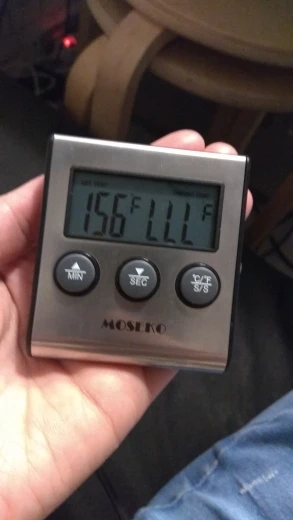 156°F LLL°F
MIN
SEC
°C/°F
S/S
MOSEKO